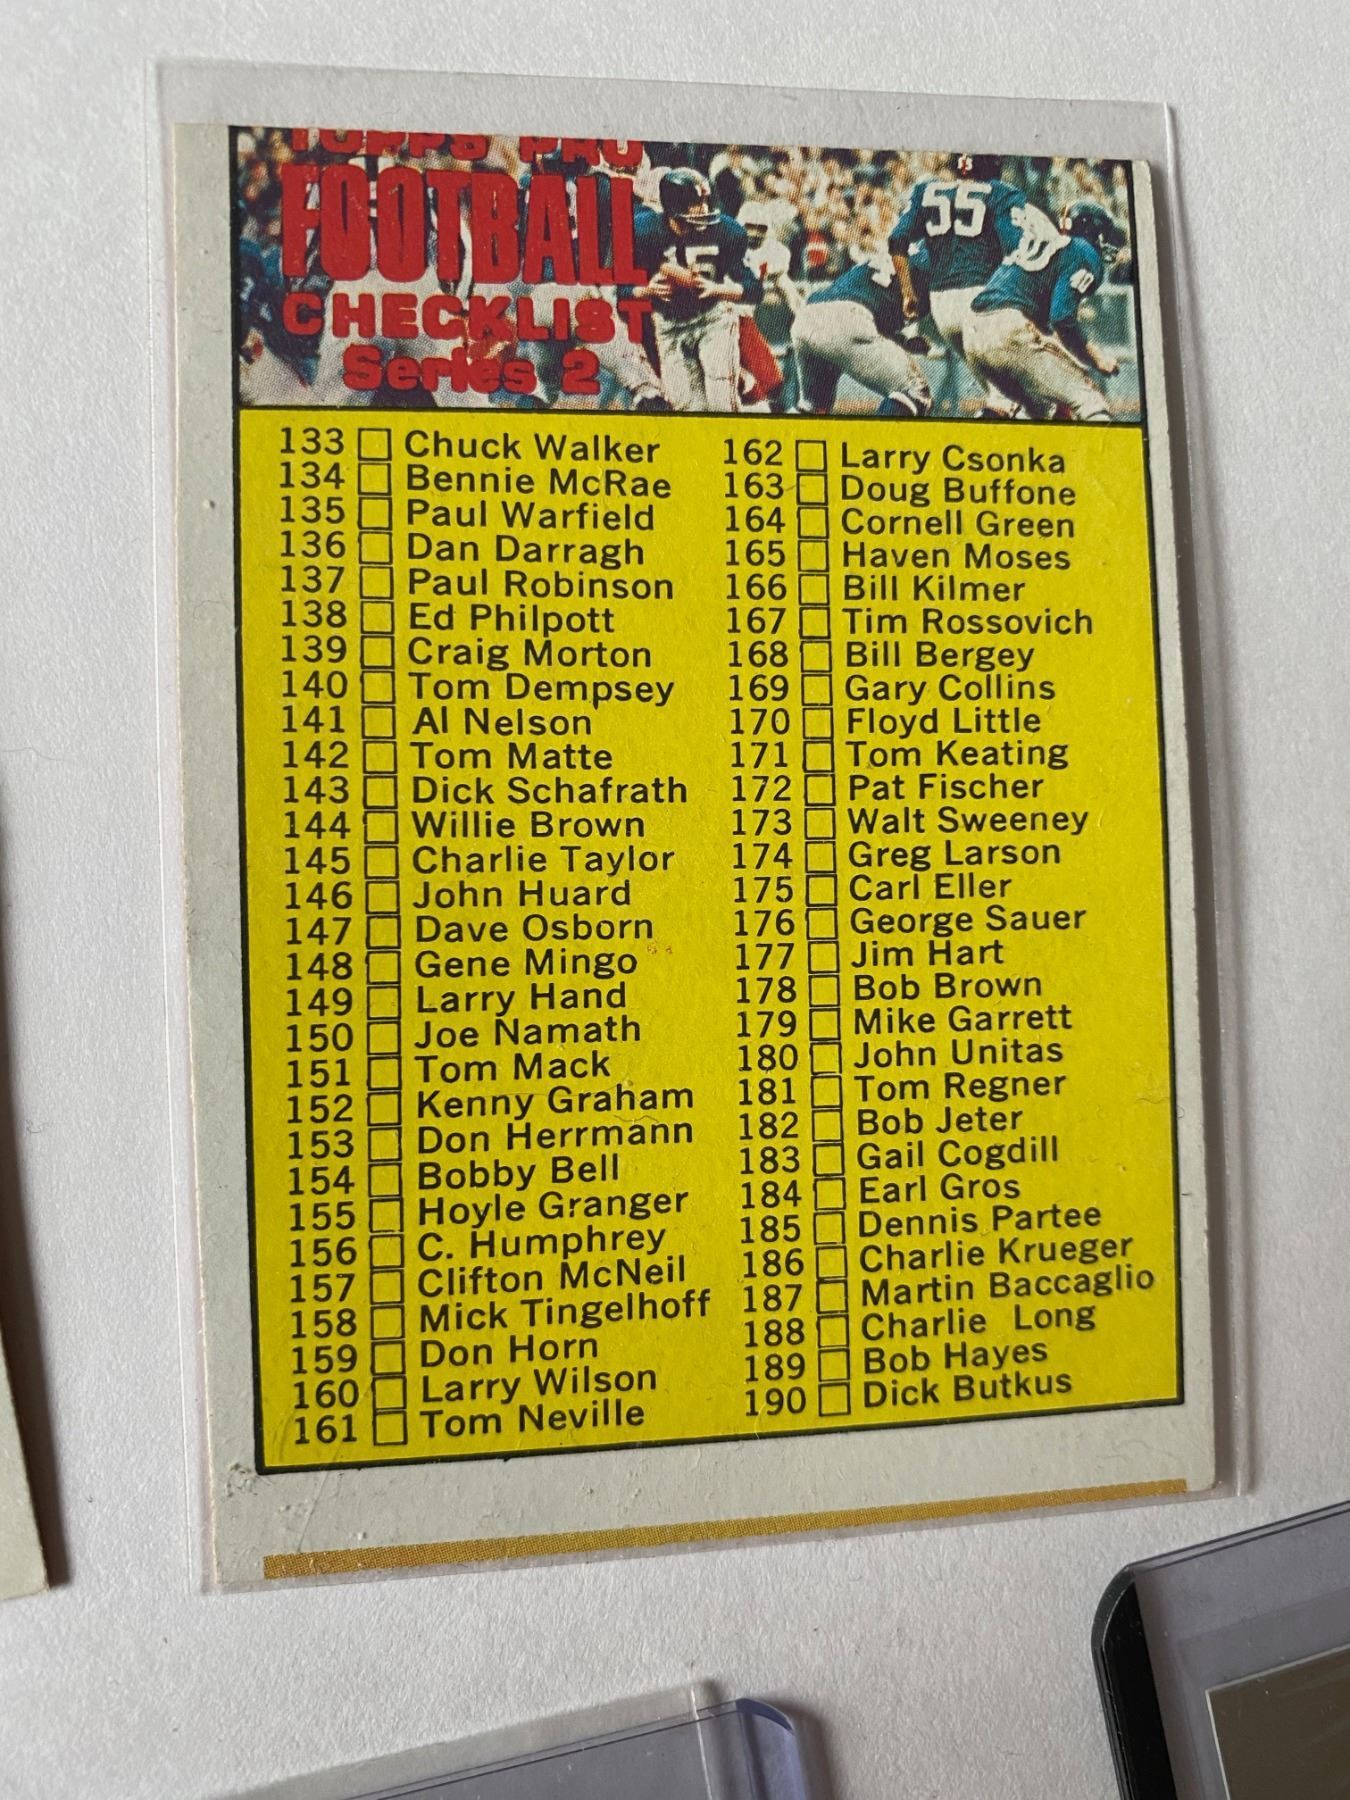 TOPPS PRO
FOOTBALL
CHECKLIST
Series 2
55
15
80
133 Chuck Walker
134 Bennie McRae
135 Paul Warfield
136 Dan Darragh
137 Paul Robinson
138 Ed Philpott
139 Craig Morton
140 Tom Dempsey
141 Al Nelson
142 Tom Matte
143 Dick Schafrath
144 Willie Brown
145 Charlie Taylor
146 John Huard
147 Dave Osborn
148 Gene Mingo
149 Larry Hand
150 Joe Namath
151 Tom Mack
152 Kenny Graham
153 Don Herrmann
154 Bobby Bell
155 Hoyle Granger
156 C. Humphrey
157 Clifton McNeil
158 Mick Tingelhoff
159 Don Horn
160 Larry Wilson
161 Tom Neville
162 Larry Csonka
163 Doug Buffone
164 Cornell Green
165 Haven Moses
166 Bill Kilmer
167 Tim Rossovich
168 Bill Bergey
169 Gary Collins
170 Floyd Little
171 Tom Keating
172 Pat Fischer
173 Walt Sweeney
174 Greg Larson
175 Carl Eller
176 George Sauer
177 Jim Hart
178 Bob Brown
179 Mike Garrett
180 John Unitas
181 Tom Regner
182 Bob Jeter
183 Gail Cogdill
184 Earl Gros
185 Dennis Partee
186 Charlie Krueger
187 Martin Baccaglio
188 Charlie Long
189 Bob Hayes
190 Dick Butkus